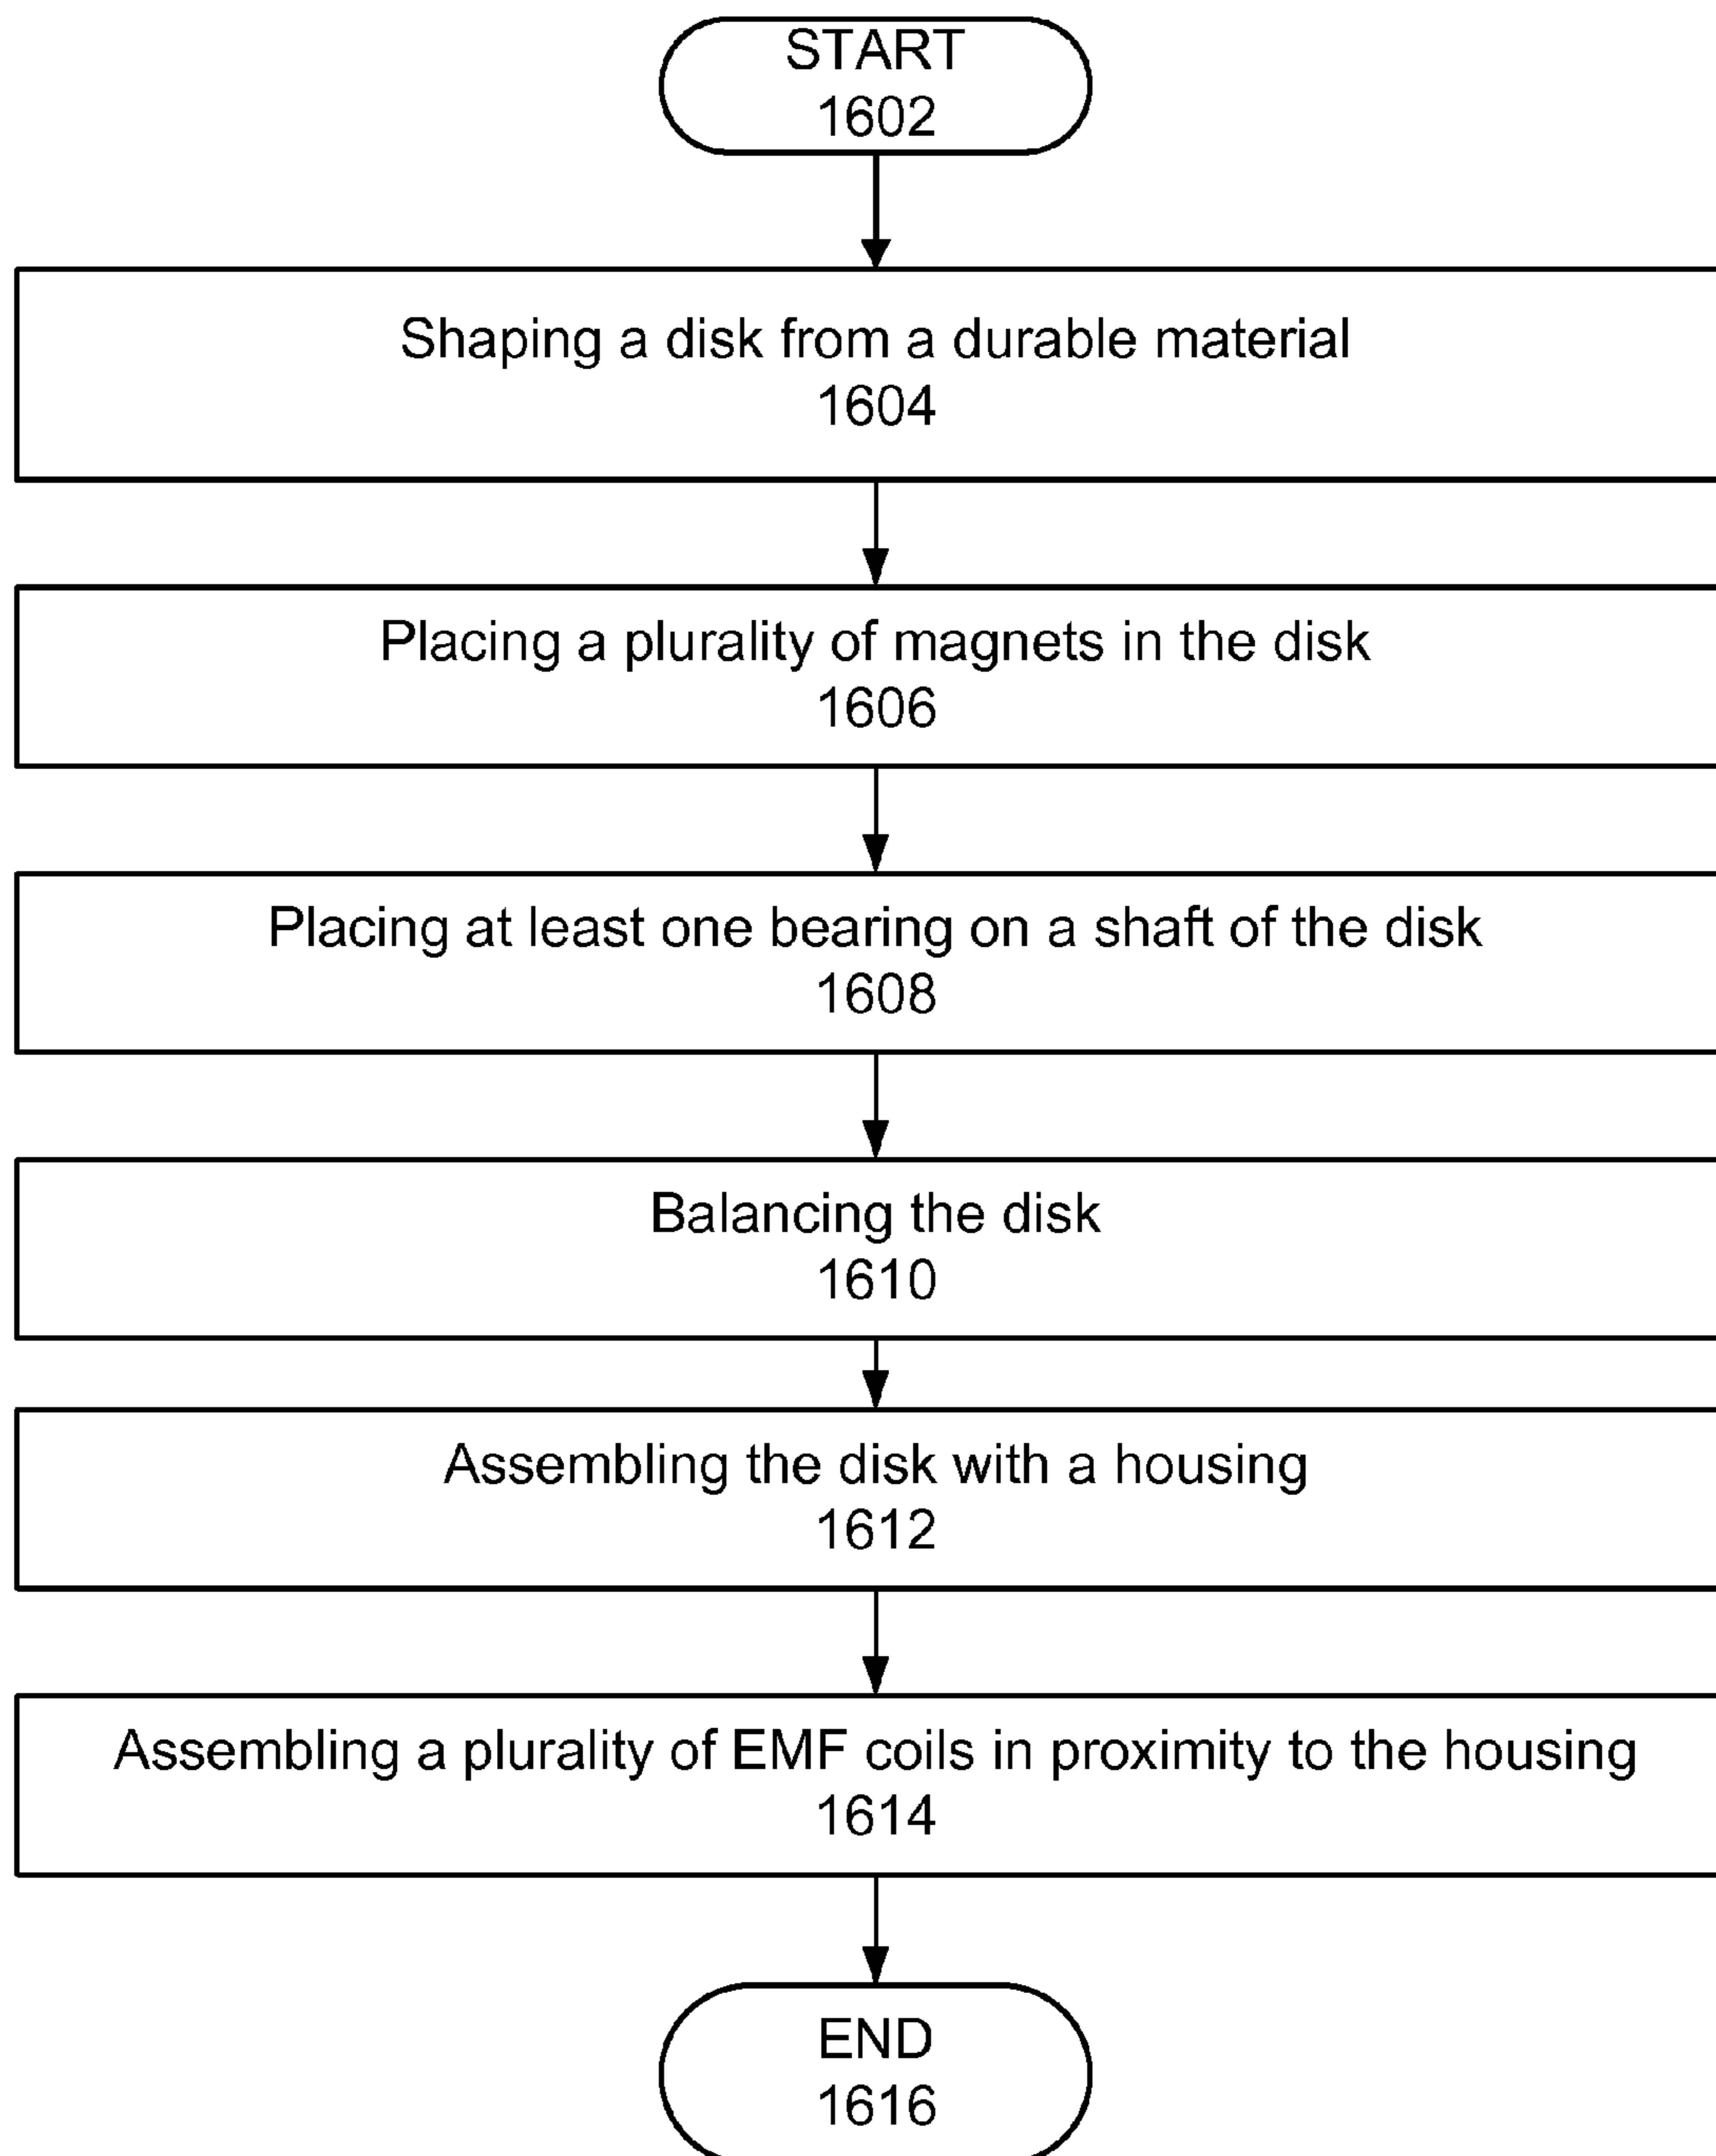 START
1602
Shaping a disk from a durable material
1604
Placing a plurality of magnets in the disk
1606
Placing at least one bearing on a shaft of the disk
1608
Balancing the disk
1610
Assembling the disk with a housing
1612
Assembling a plurality of EMF coils in proximity to the housing
1614
END
1616